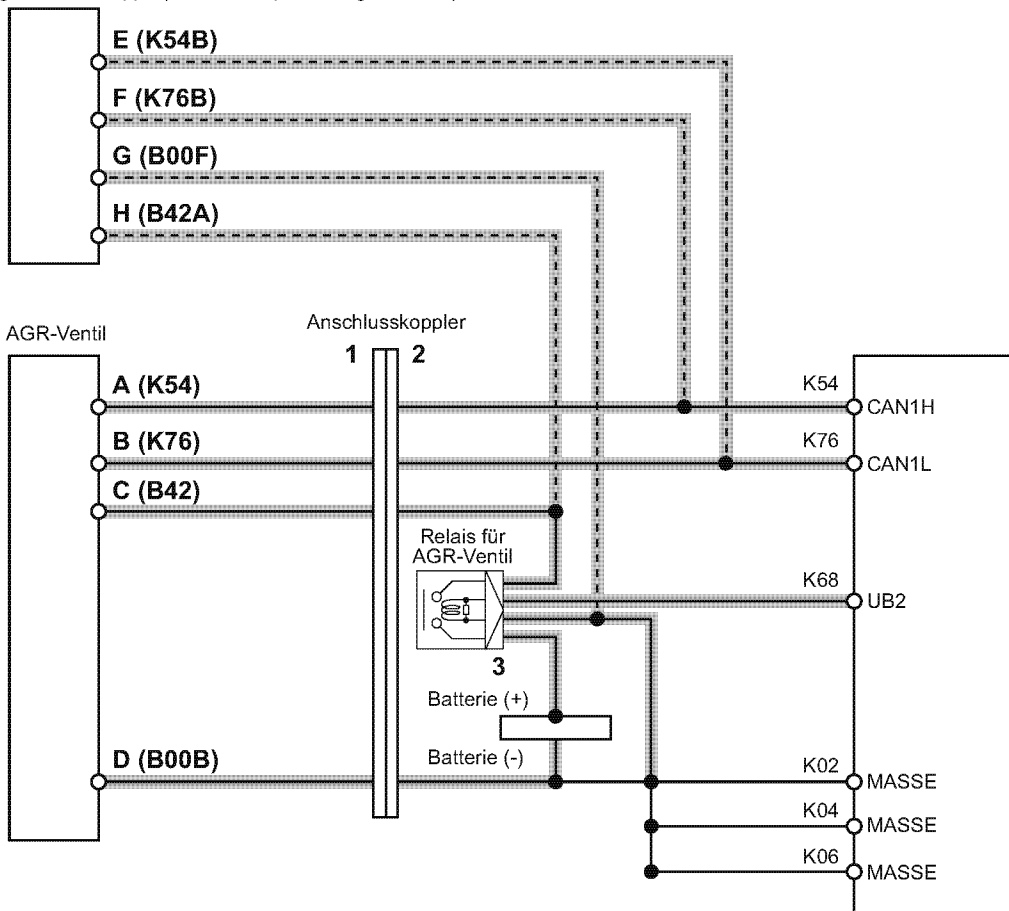 E (K54B)
F (K76B)
G (B00F)
H (B42A)
AGR-Ventil
Anschlusskoppler
1 2
A (K54)
K54
CAN1H
B (K76)
K76
CAN1L
C (B42)
Relais für
AGR-Ventil
K68
UB2
3
Batterie (+)
Batterie (-)
D (B00B)
K02
MASSE
K04
MASSE
K06
MASSE